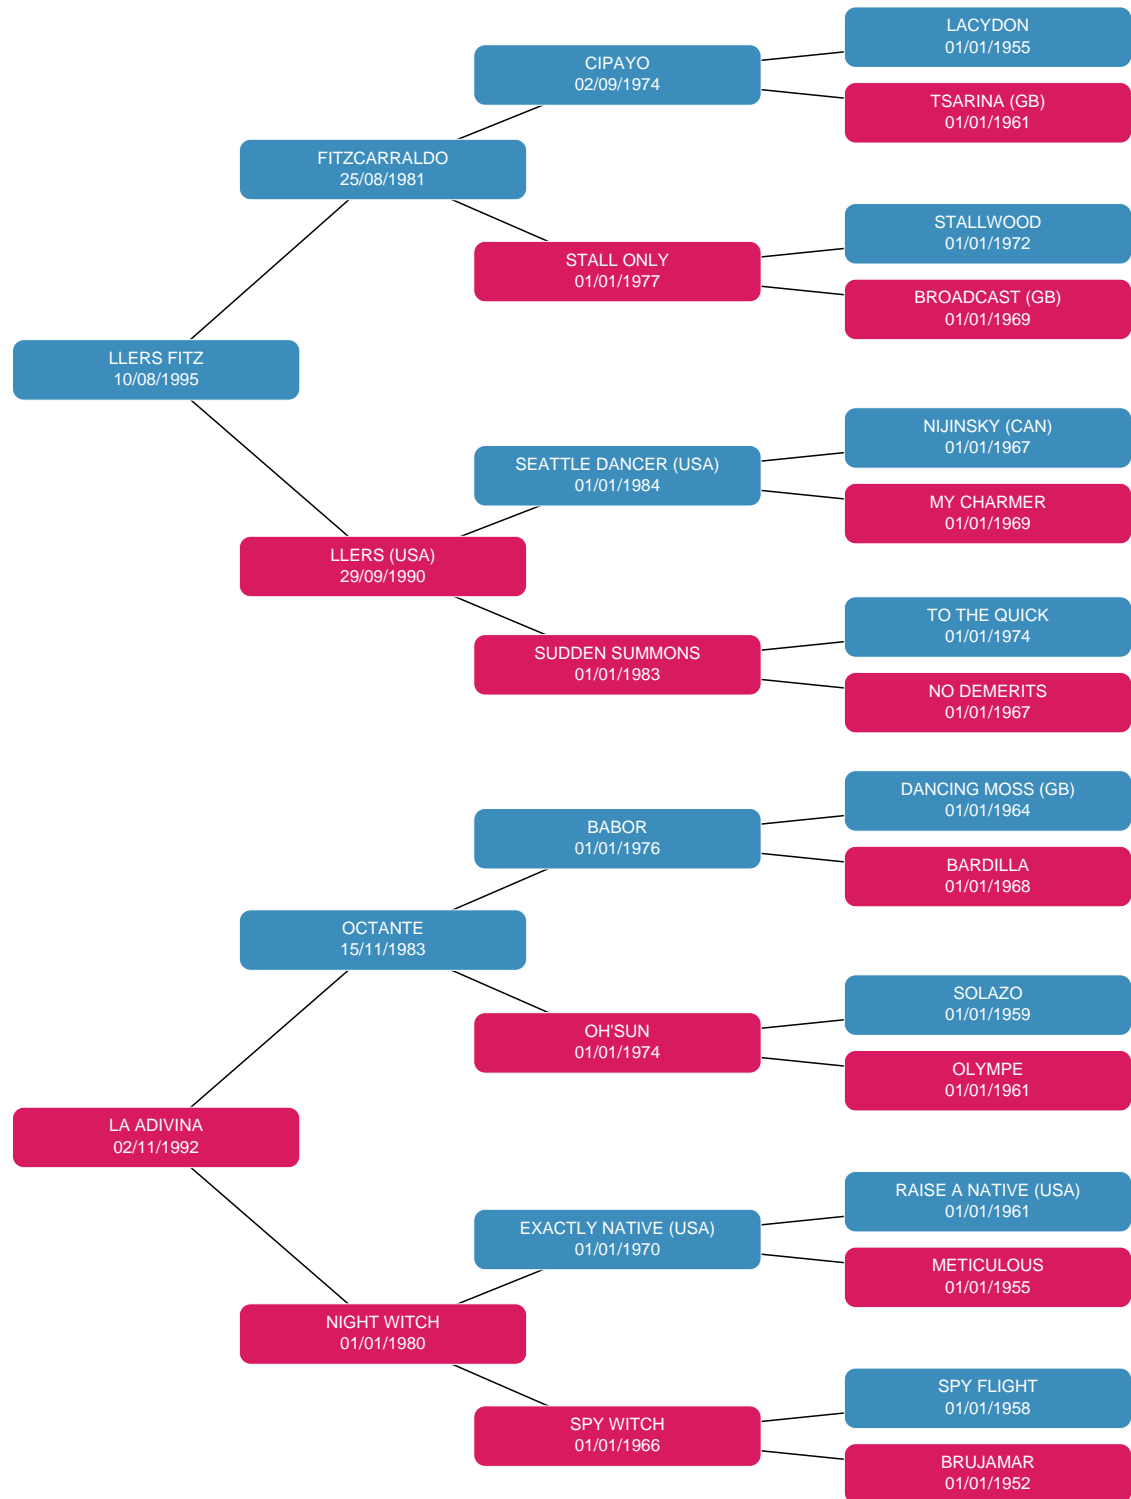 LACYDON
01/01/1955
CIPAYO
02/09/1974
TSARINA (GB)
01/01/1961
FITZCARRALDO
25/08/1981
STALLWOOD
01/01/1972
STALL ONLY
01/01/1977
BROADCAST (GB)
01/01/1969
LLERS FITZ
10/08/1995
NIJINSKY (CAN)
01/01/1967
SEATTLE DANCER (USA)
01/01/1984
MY CHARMER
01/01/1969
LLERS (USA)
29/09/1990
TO THE QUICK
01/01/1974
SUDDEN SUMMONS
01/01/1983
NO DEMERITS
01/01/1967
DANCING MOSS (GB)
01/01/1964
BABOR
01/01/1976
BARDILLA
01/01/1968
OCTANTE
15/11/1983
SOLAZO
01/01/1959
OH'SUN
01/01/1974
OLYMPE
01/01/1961
LA ADIVINA
02/11/1992
RAISE A NATIVE (USA)
01/01/1961
EXACTLY NATIVE (USA)
01/01/1970
METICULOUS
01/01/1955
NIGHT WITCH
01/01/1980
SPY FLIGHT
01/01/1958
SPY WITCH
01/01/1966
BRUJAMAR
01/01/1952